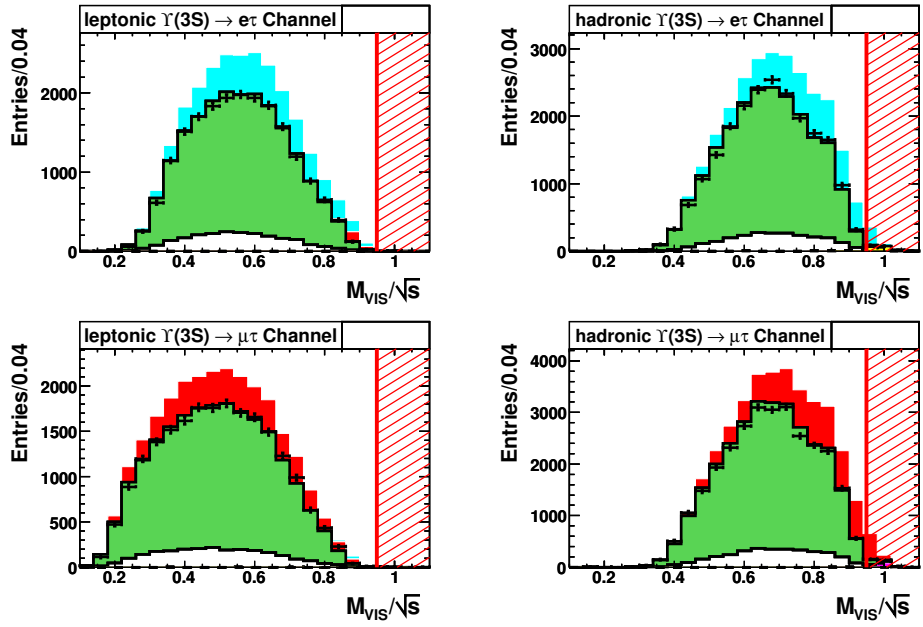 leptonic ϒ(3S) → eτ Channel
Entries/0.04
2000
1000
0
0.2 0.4 0.6 0.8 1
M_VIS/√s
hadronic ϒ(3S) → eτ Channel
Entries/0.04
3000
2000
1000
0
0.2 0.4 0.6 0.8 1
M_VIS/√s
leptonic ϒ(3S) → μτ Channel
Entries/0.04
2000
1500
1000
500
0
0.2 0.4 0.6 0.8 1
M_VIS/√s
hadronic ϒ(3S) → μτ Channel
Entries/0.04
4000
3000
2000
1000
0
0.2 0.4 0.6 0.8 1
M_VIS/√s